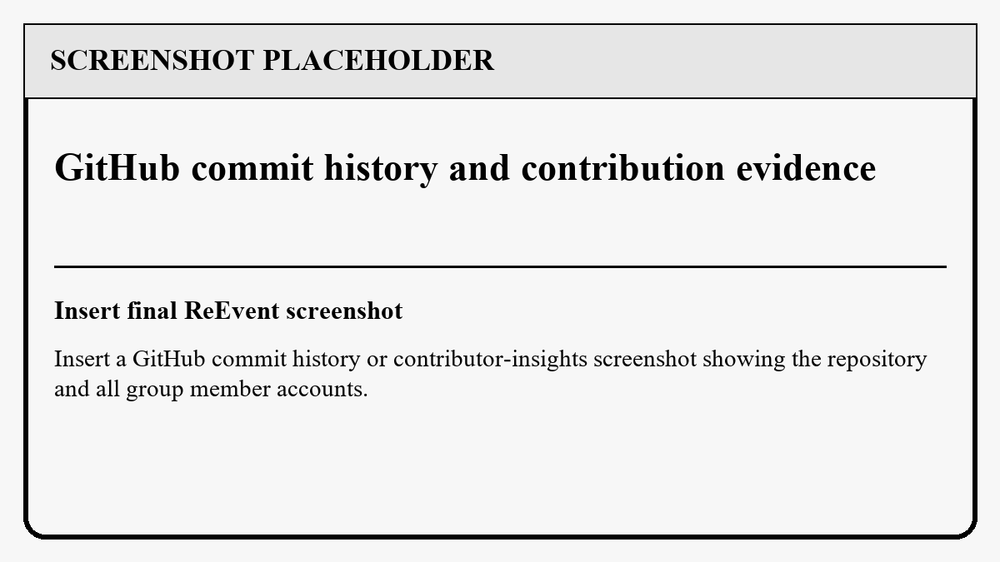 SCREENSHOT PLACEHOLDER
GitHub commit history and contribution evidence
Insert final ReEvent screenshot
Insert a GitHub commit history or contributor-insights screenshot showing the repository
and all group member accounts.